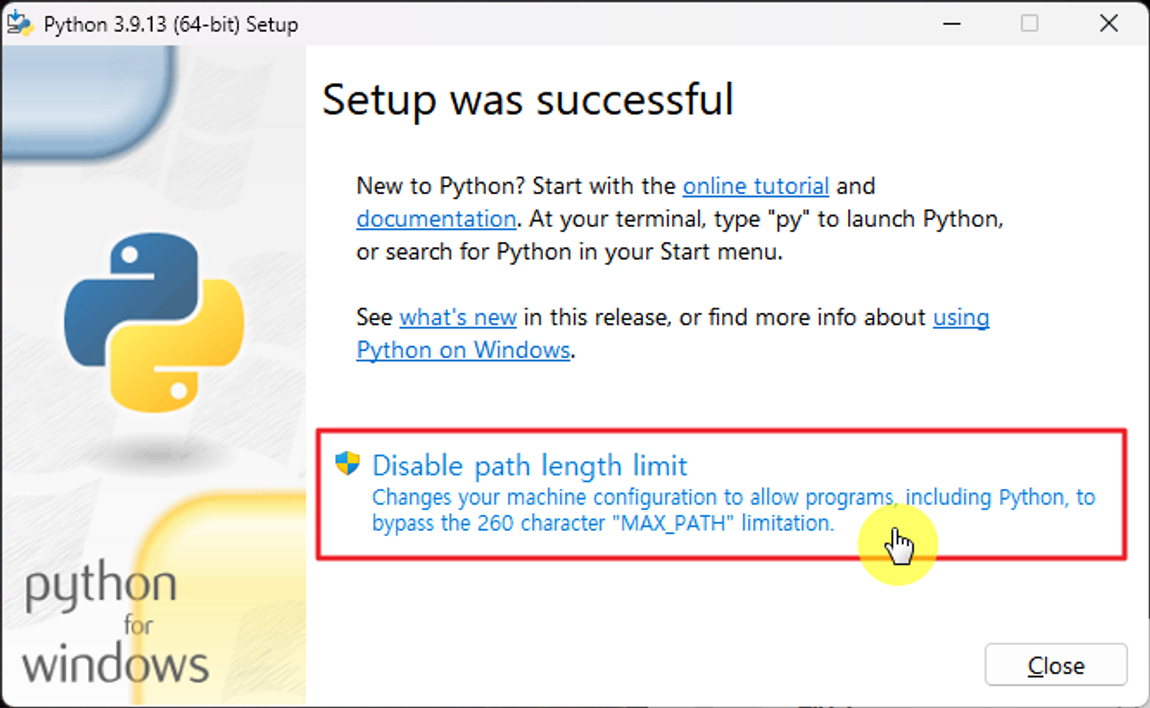 Python 3.9.13 (64-bit) Setup
Setup was successful
New to Python? Start with the online tutorial and
documentation. At your terminal, type "py" to launch Python,
or search for Python in your Start menu.
See what's new in this release, or find more info about using
Python on Windows.
Disable path length limit
Changes your machine configuration to allow programs, including Python, to
bypass the 260 character "MAX_PATH" limitation.
python
for
windows
Close